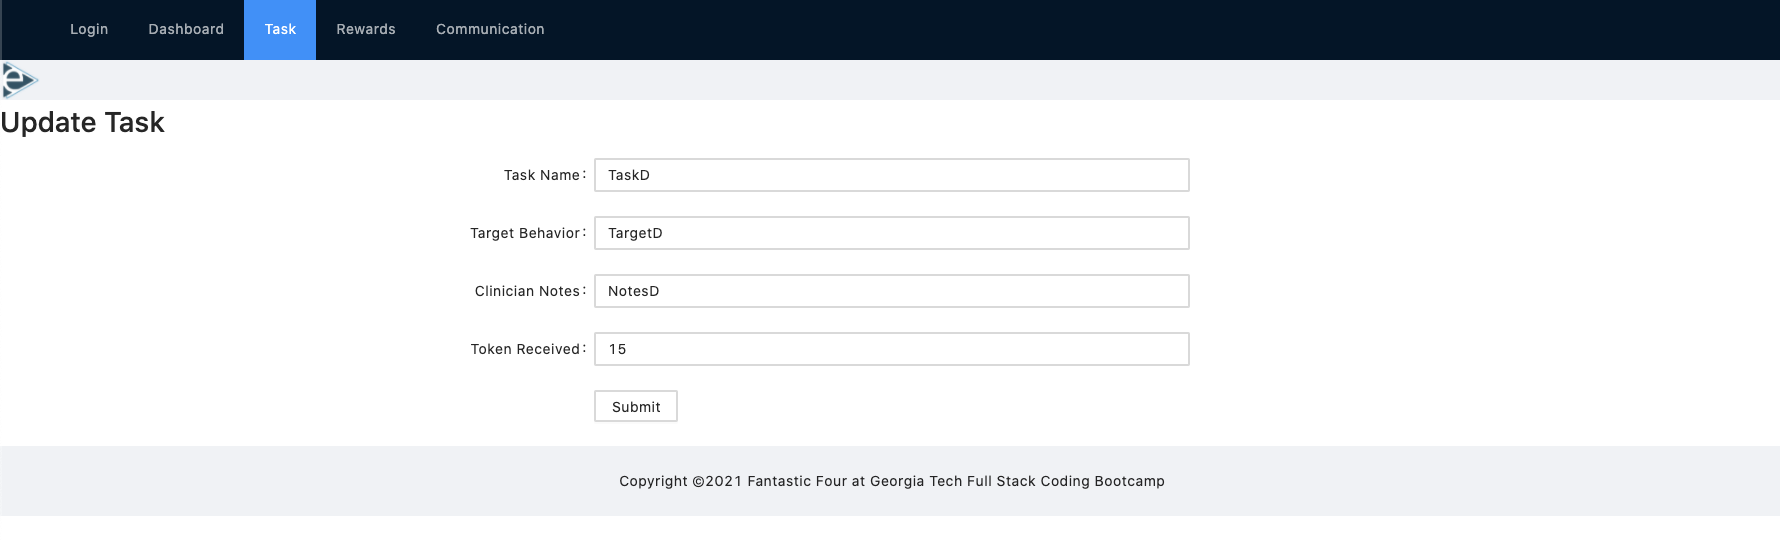 Login Dashboard Task Rewards Communication
e
Update Task
Task Name: TaskD
Target Behavior: TargetD
Clinician Notes: NotesD
Token Received: 15
Submit
Copyright ©2021 Fantastic Four at Georgia Tech Full Stack Coding Bootcamp